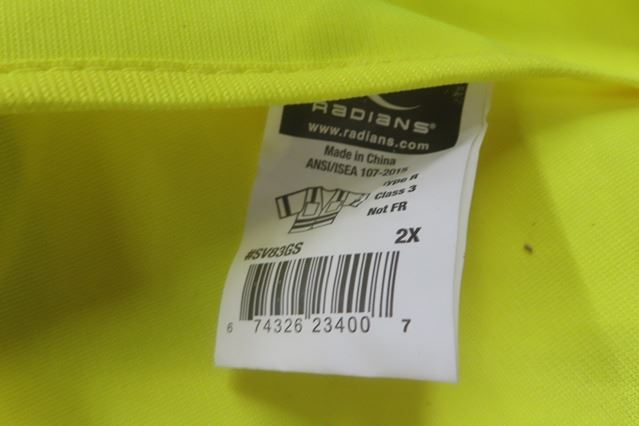 RADIANS®
www.radians.com
Made in China
ANSI/ISEA 107-2015
Type R
Class 3
Not FR
2X
#SV83GS
6 74326 23400 7